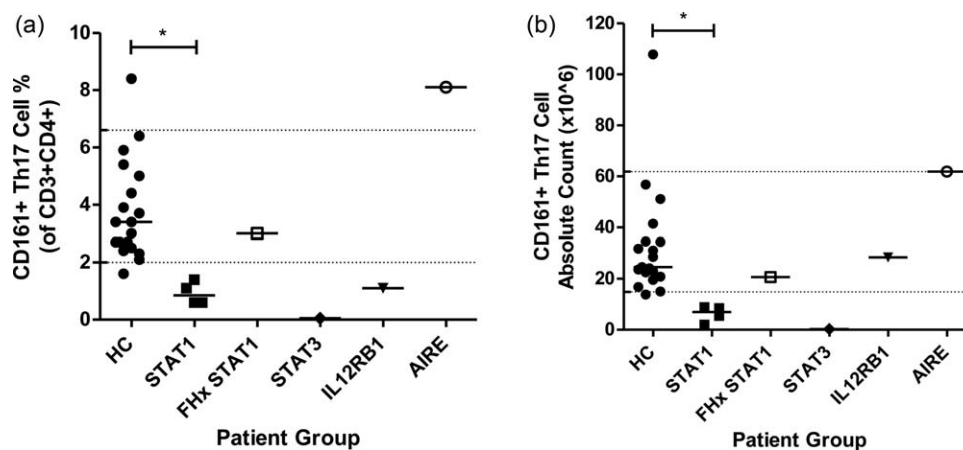 (a)
*
10
8
6
4
2
0
CD161+ Th17 Cell %
(of CD3+CD4+)
HC
STAT1
FHx STAT1
STAT3
IL12RB1
AIRE
Patient Group
(b)
*
120
100
80
60
40
20
0
CD161+ Th17 Cell
Absolute Count (x10^6)
HC
STAT1
FHx STAT1
STAT3
IL12RB1
AIRE
Patient Group